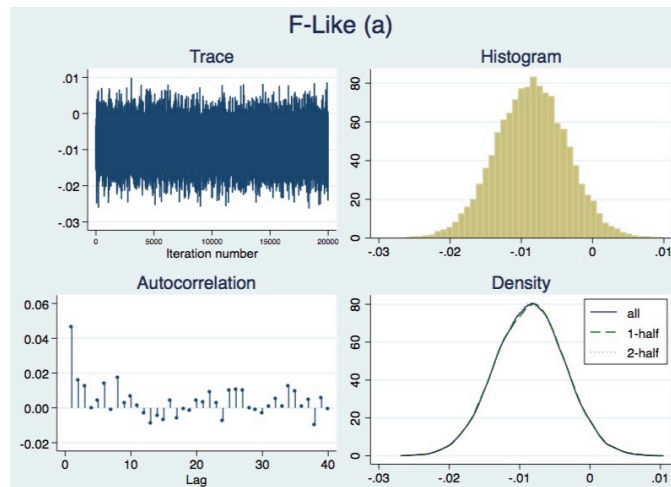 F-Like (a)
Trace
.01
0
-.01
-.02
-.03
0 5000 10000 15000 20000
Iteration number
Histogram
80
60
40
20
0
-.03 -.02 -.01 0 .01
Autocorrelation
0.06
0.04
0.02
0.00
-0.02
0 10 20 30 40
Lag
Density
all
1-half
2-half
80
60
40
20
0
-.03 -.02 -.01 0 .01